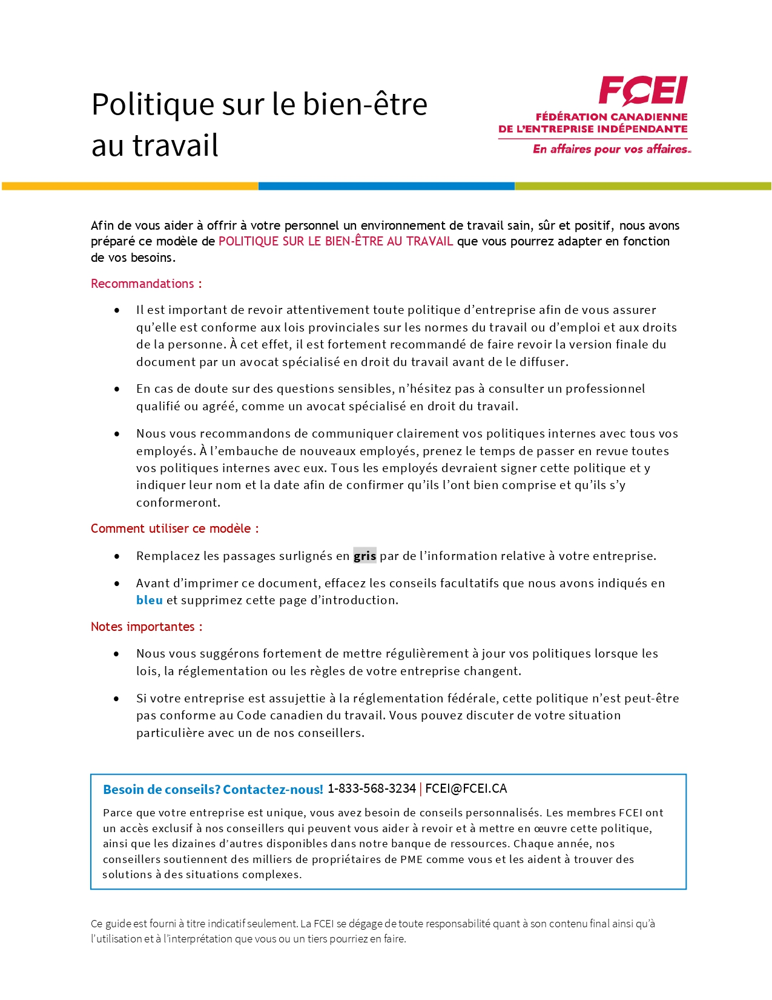 Politique sur le bien-être
au travail
FCEI
FÉDÉRATION CANADIENNE
DE L'ENTREPRISE INDÉPENDANTE
En affaires pour vos affaires MC
Afin de vous aider à offrir à votre personnel un environnement de travail sain, sûr et positif, nous avons
préparé ce modèle de POLITIQUE SUR LE BIEN-ÊTRE AU TRAVAIL que vous pourrez adapter en fonction
de vos besoins.
Recommandations :
• Il est important de revoir attentivement toute politique d’entreprise afin de vous assurer
qu’elle est conforme aux lois provinciales sur les normes du travail ou d’emploi et aux droits
de la personne. À cet effet, il est fortement recommandé de faire revoir la version finale du
document par un avocat spécialisé en droit du travail avant de le diffuser.
• En cas de doute sur des questions sensibles, n’hésitez pas à consulter un professionnel
qualifié ou agréé, comme un avocat spécialisé en droit du travail.
• Nous vous recommandons de communiquer clairement vos politiques internes avec tous vos
employés. À l’embauche de nouveaux employés, prenez le temps de passer en revue toutes
vos politiques internes avec eux. Tous les employés devraient signer cette politique et y
indiquer leur nom et la date afin de confirmer qu’ils l’ont bien comprise et qu’ils s’y
conformeront.
Comment utiliser ce modèle :
• Remplacez les passages surlignés en gris par de l’information relative à votre entreprise.
• Avant d’imprimer ce document, effacez les conseils facultatifs que nous avons indiqués en
bleu et supprimez cette page d’introduction.
Notes importantes :
• Nous vous suggérons fortement de mettre régulièrement à jour vos politiques lorsque les
lois, la réglementation ou les règles de votre entreprise changent.
• Si votre entreprise est assujettie à la réglementation fédérale, cette politique n’est peut-être
pas conforme au Code canadien du travail. Vous pouvez discuter de votre situation
particulière avec un de nos conseillers.
Besoin de conseils? Contactez-nous! 1-833-568-3234 | FCEI@FCEI.CA
Parce que votre entreprise est unique, vous avez besoin de conseils personnalisés. Les membres FCEI ont
un accès exclusif à nos conseillers qui peuvent vous aider à revoir et à mettre en œuvre cette politique,
ainsi que les dizaines d’autres disponibles dans notre banque de ressources. Chaque année, nos
conseillers soutiennent des milliers de propriétaires de PME comme vous et les aident à trouver des
solutions à des situations complexes.
Ce guide est fourni à titre indicatif seulement. La FCEI se dégage de toute responsabilité quant à son contenu final ainsi qu’à
l’utilisation et à l’interprétation que vous ou un tiers pourriez en faire.